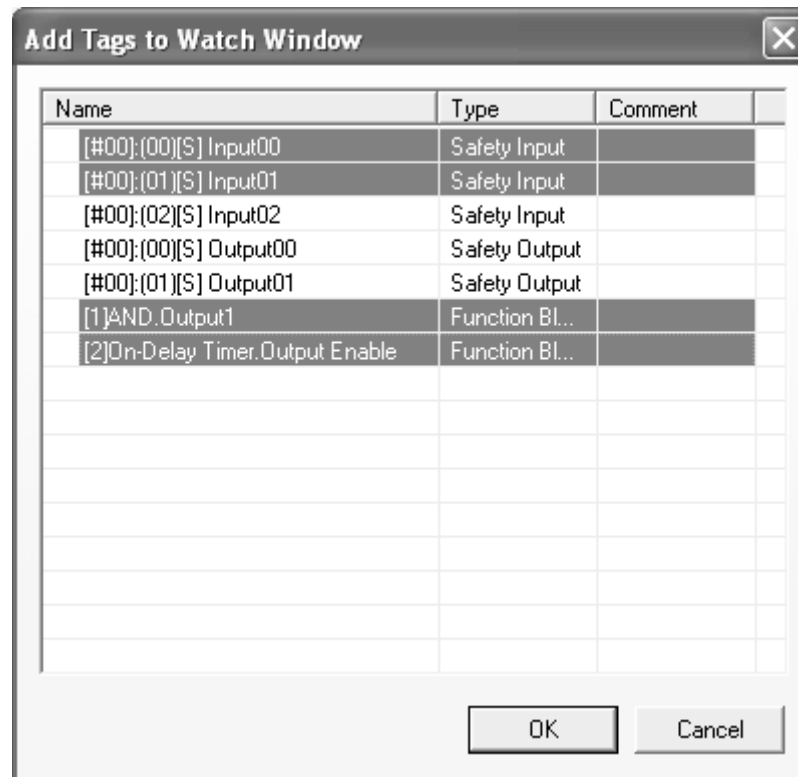 Add Tags to Watch Window
Name Type Comment
[#00]:(00)[S] Input00 Safety Input
[#00]:(01)[S] Input01 Safety Input
[#00]:(02)[S] Input02 Safety Input
[#00]:(00)[S] Output00 Safety Output
[#00]:(01)[S] Output01 Safety Output
[1]AND.Output1 Function Bl...
[2]On-Delay Timer.Output Enable Function Bl...
OK Cancel